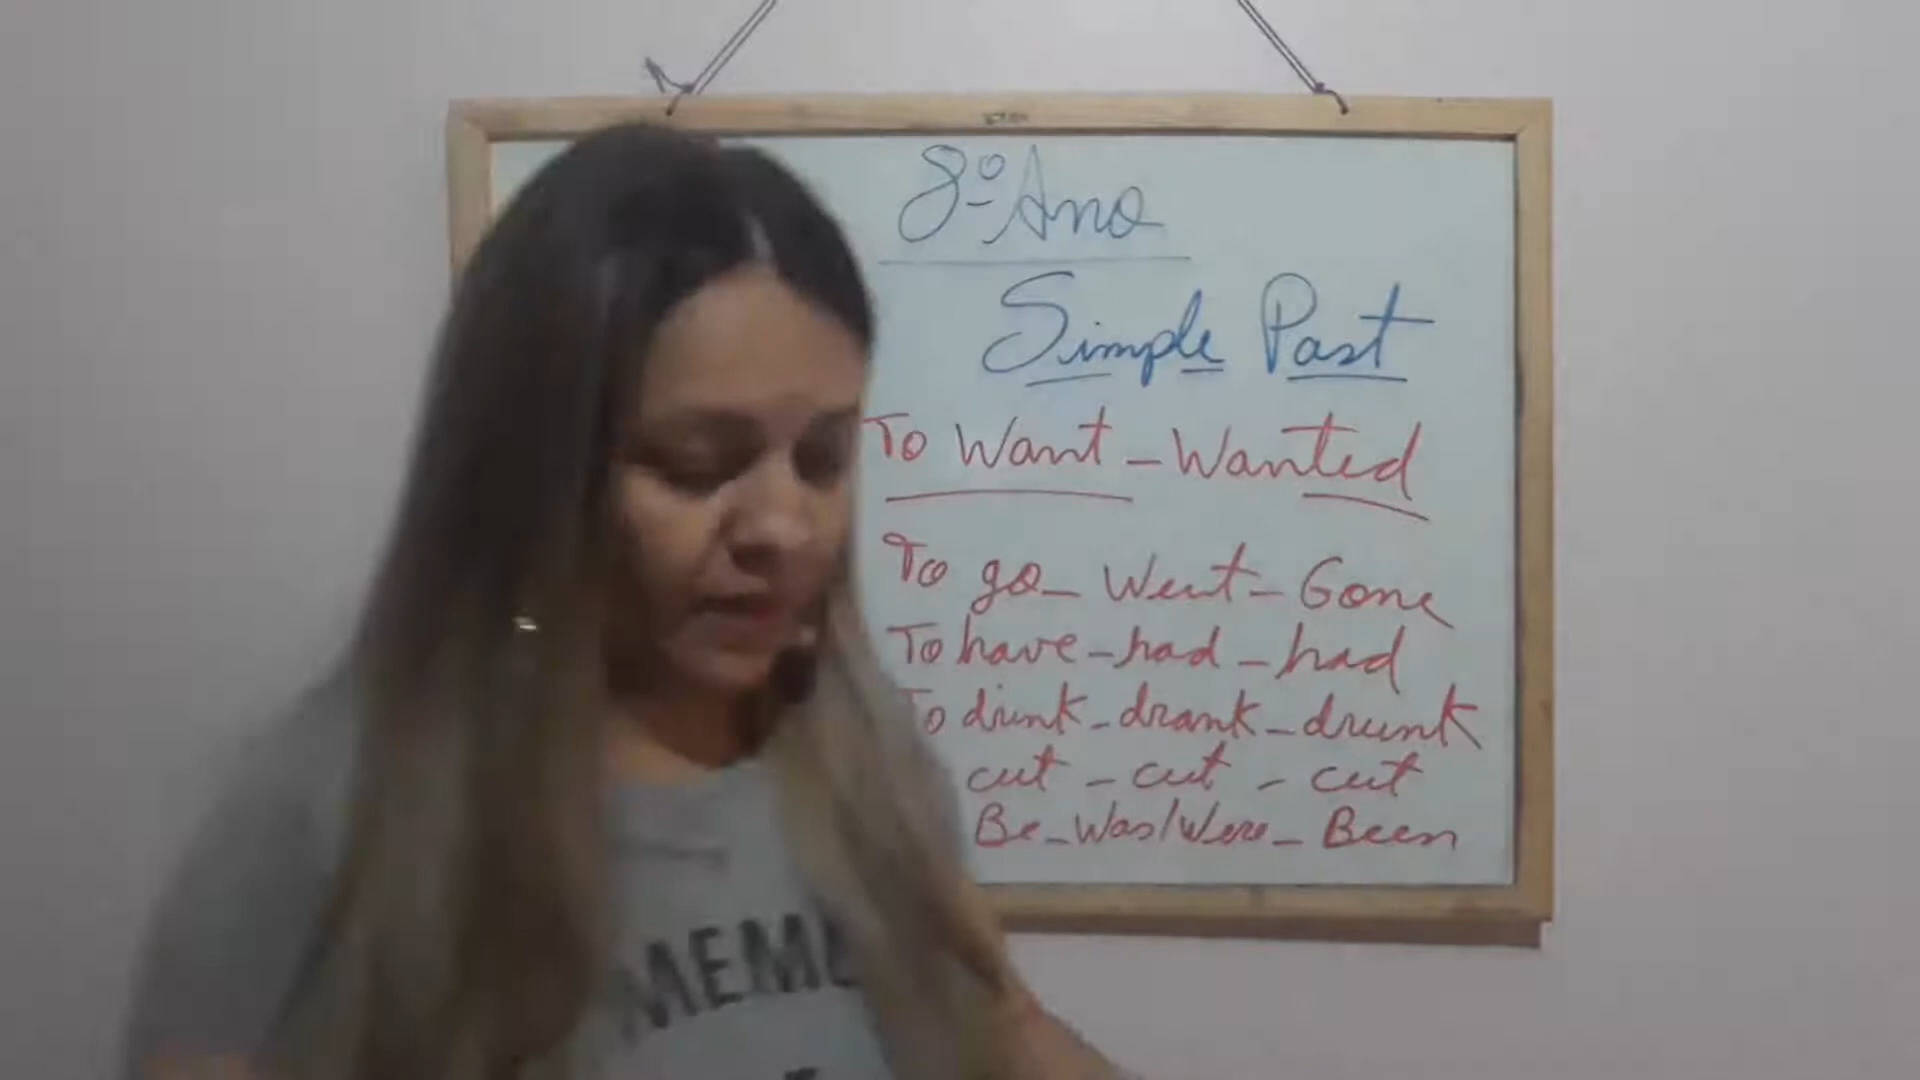 8º Ano
Simple Past
To Want - Wanted
To go - Went - Gone
To have - had - had
To drink - drank - drunk
cut - cut - cut
Be - Was/Were - Been
MEME